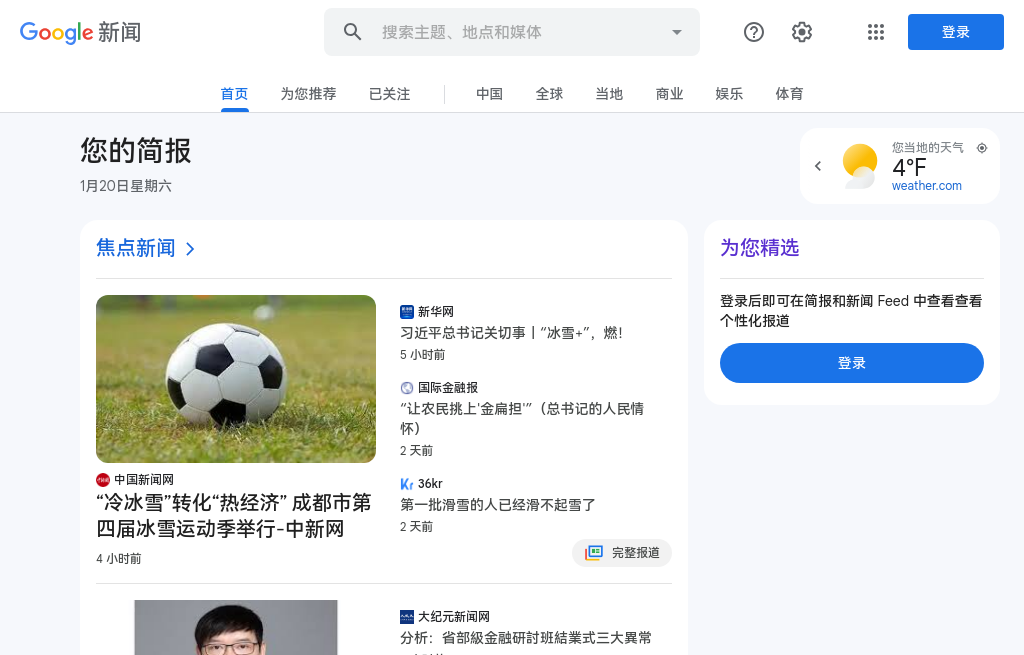 Google 新闻
搜索主题、地点和媒体
登录
首页
为您推荐
已关注
中国
全球
当地
商业
娱乐
体育
您的简报
1月20日星期六
您当地的天气
4°F
weather.com
焦点新闻
中国新闻网
“冷冰雪”转化“热经济” 成都市第
四届冰雪运动季举行-中新网
4 小时前
新华网
习近平总书记关切事丨“冰雪+”，燃！
5 小时前
国际金融报
“让农民挑上'金扁担'”（总书记的人民情
怀）
2 天前
36kr
第一批滑雪的人已经滑不起雪了
2 天前
完整报道
大纪元新闻网
分析：省部級金融研討班結業式三大異常
为您精选
登录后即可在简报和新闻 Feed 中查看查看
个性化报道
登录